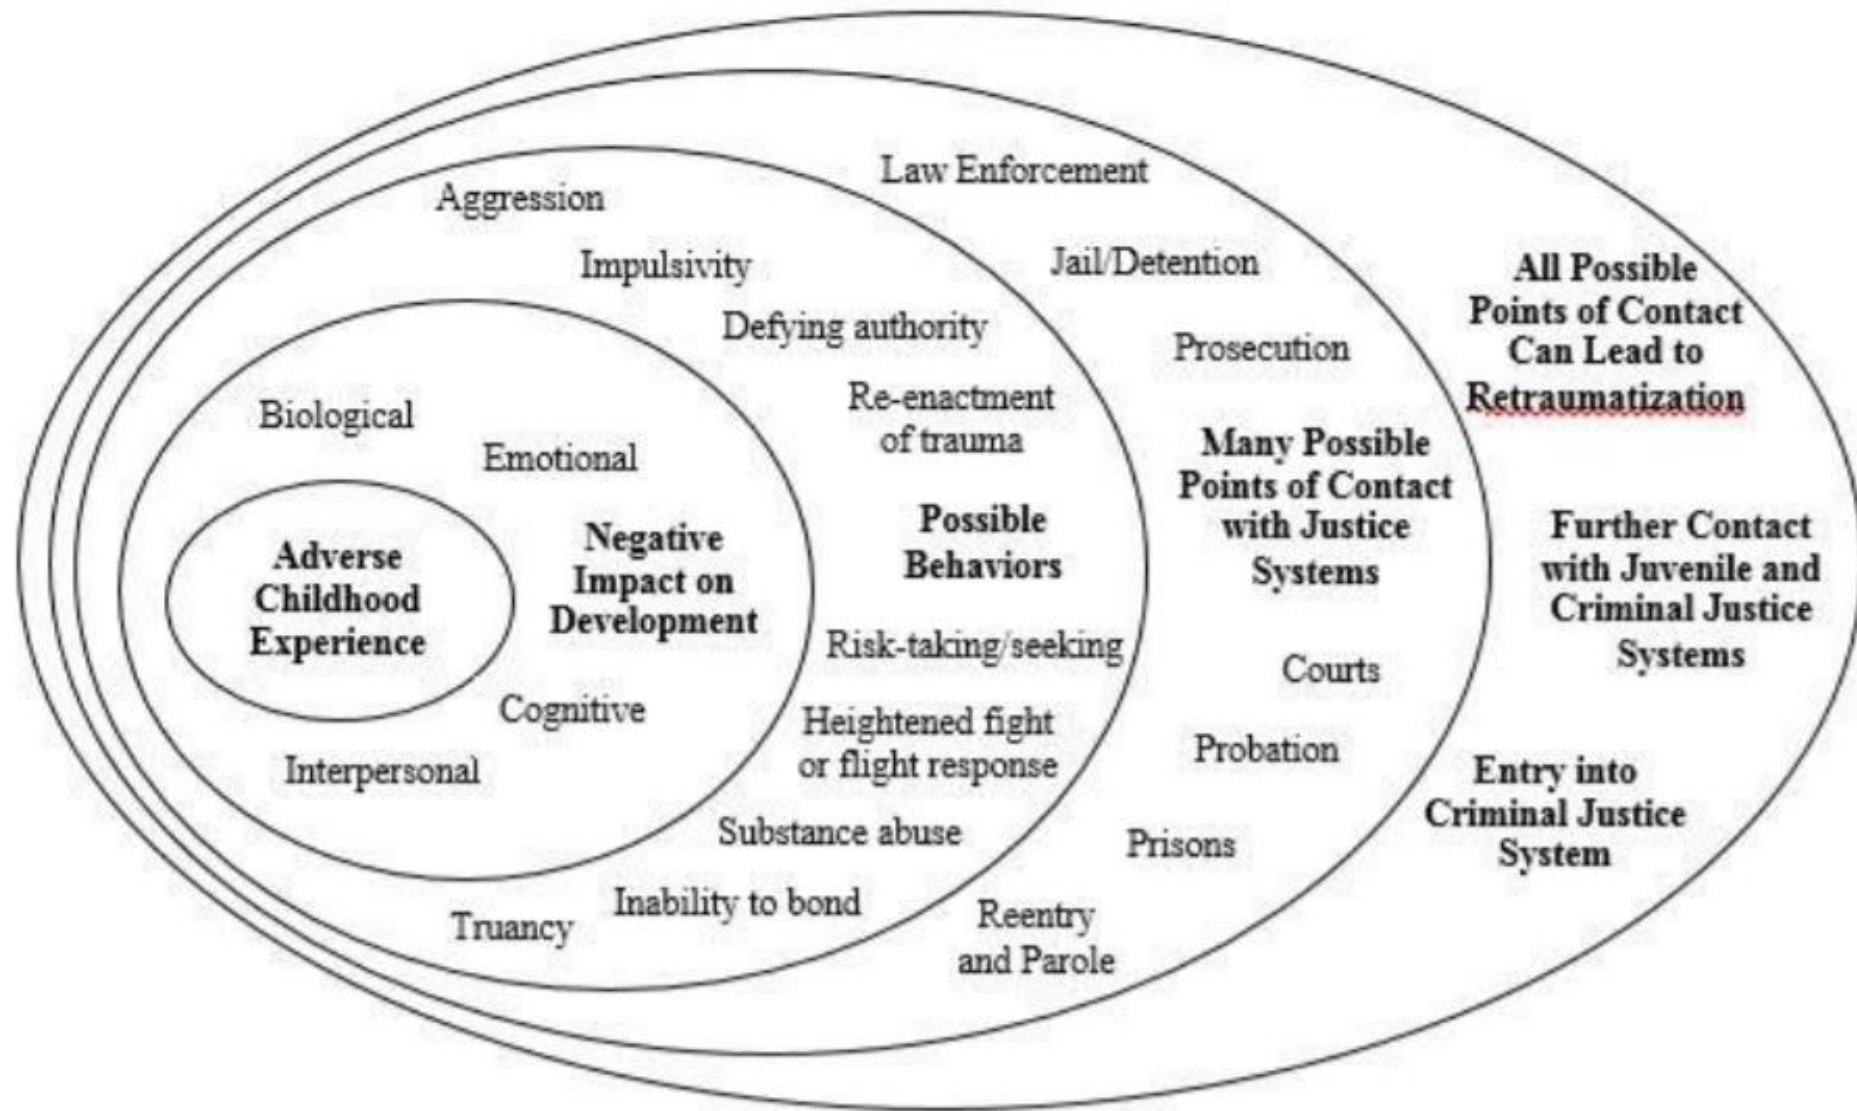 Adverse
Childhood
Experience
Biological
Emotional
Negative
Impact on
Development
Cognitive
Interpersonal
Aggression
Impulsivity
Defying authority
Re-enactment
of trauma
Possible
Behaviors
Risk-taking/seeking
Heightened fight
or flight response
Substance abuse
Inability to bond
Truancy
Law Enforcement
Jail/Detention
Prosecution
Many Possible
Points of Contact
with Justice
Systems
Courts
Probation
Prisons
Reentry
and Parole
All Possible
Points of Contact
Can Lead to
Retraumatization
Further Contact
with Juvenile and
Criminal Justice
Systems
Entry into
Criminal Justice
System